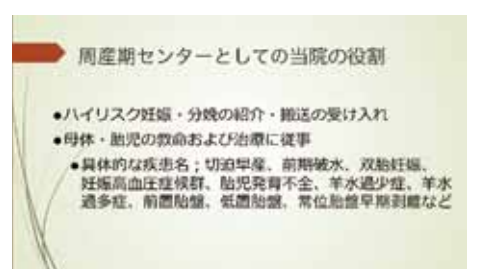 周産期センターとしての当院の役割
●ハイリスク妊娠・分娩の紹介・搬送の受け入れ
●母体・胎児の救命および治療に従事
●具体的な疾患名；切迫早産、前期破水、双胎妊娠、
妊娠高血圧症候群、胎児発育不全、羊水過少症、羊水
過多症、前置胎盤、低置胎盤、常位胎盤早期剥離など